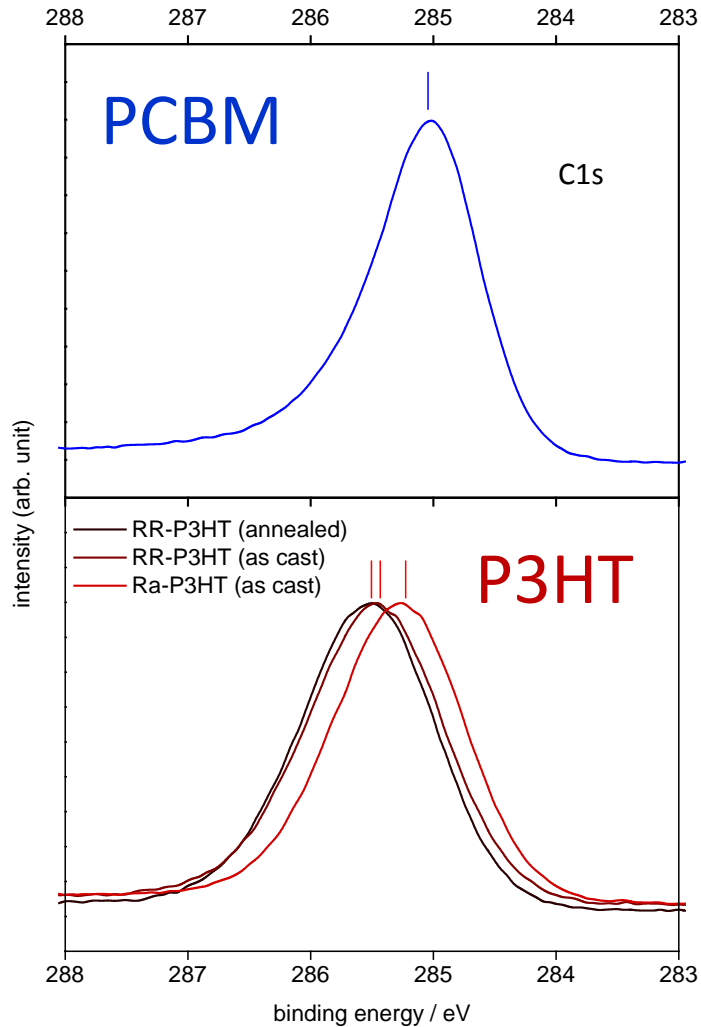 288 287 286 285 284 283
PCBM
C1s
intensity (arb. unit)
RR-P3HT (annealed)
RR-P3HT (as cast)
Ra-P3HT (as cast)
P3HT
288 287 286 285 284 283
binding energy / eV